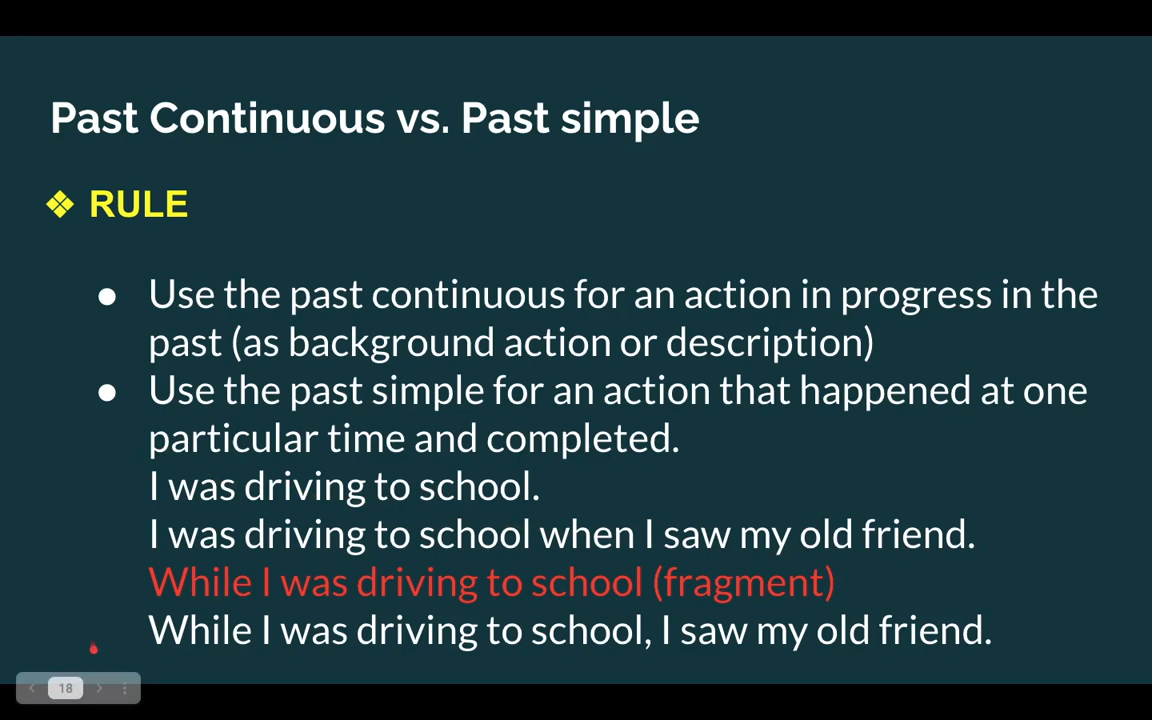 Past Continuous vs. Past simple
❖ RULE
● Use the past continuous for an action in progress in the
past (as background action or description)
● Use the past simple for an action that happened at one
particular time and completed.
I was driving to school.
I was driving to school when I saw my old friend.
While I was driving to school (fragment)
While I was driving to school, I saw my old friend.
18